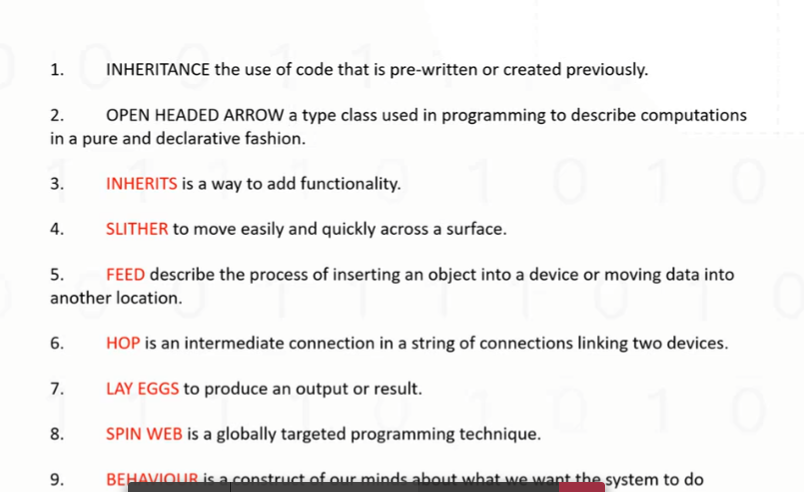 1. INHERITANCE the use of code that is pre-written or created previously.
2. OPEN HEADED ARROW a type class used in programming to describe computations
in a pure and declarative fashion.
3. INHERITS is a way to add functionality.
4. SLITHER to move easily and quickly across a surface.
5. FEED describe the process of inserting an object into a device or moving data into
another location.
6. HOP is an intermediate connection in a string of connections linking two devices.
7. LAY EGGS to produce an output or result.
8. SPIN WEB is a globally targeted programming technique.
9. BEHAVIOUR is a construct of our minds about what we want the system to do